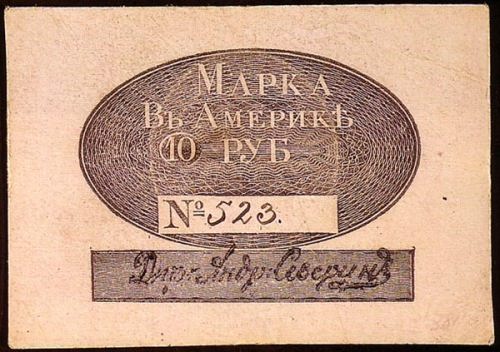 МАРКА
ВЪ АМЕРИКѢ
10 РУБ
№ 523.
Дир: Андр: Северинъ